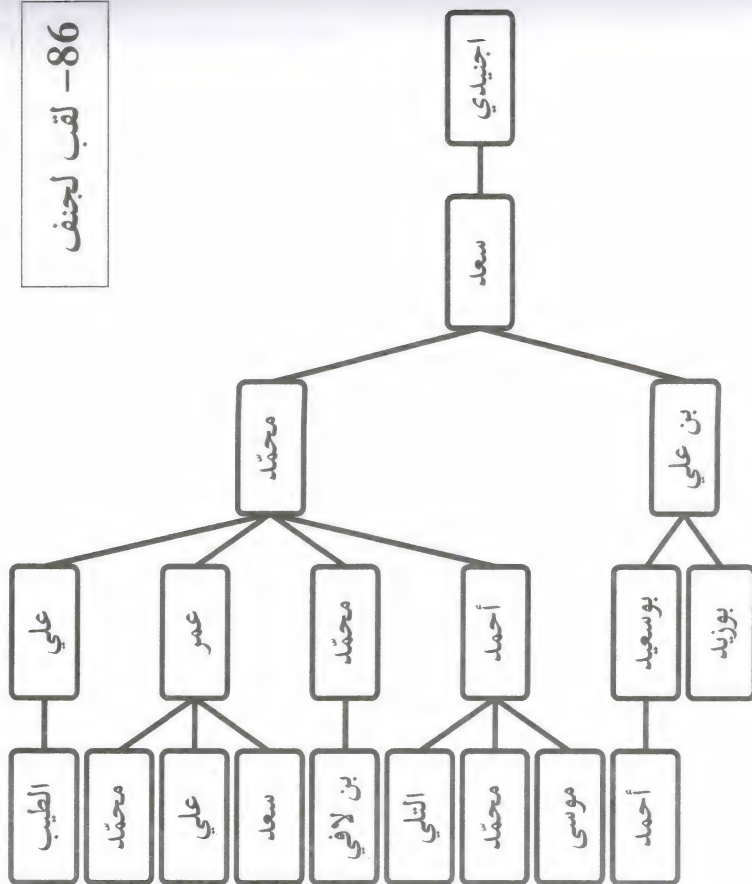 86- لقب لجنف
اجنيدي
سعد
محمّد
بن علي
علي
عمر
محمّد
أحمد
بوسعيد
بوزيد
الطيب
محمّد
علي
سعد
بن لافي
التلي
محمّد
موسى
أحمد